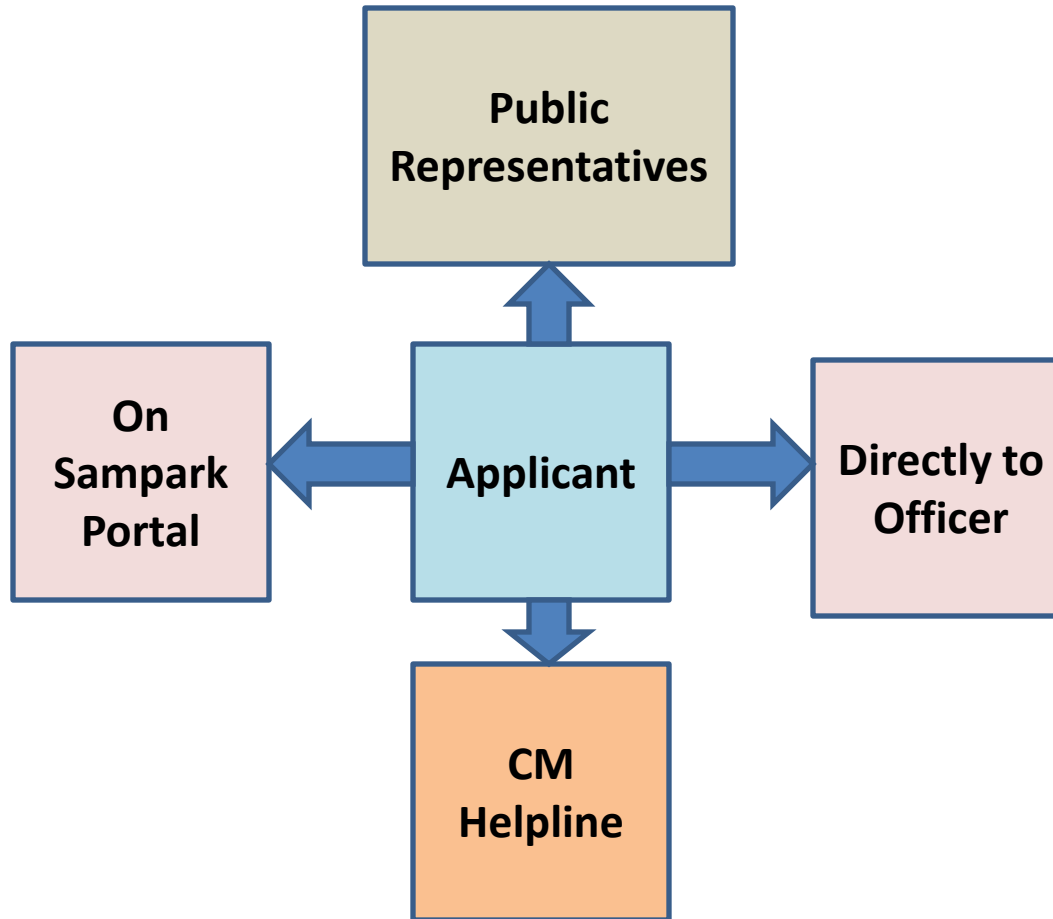 Public
Representatives
On
Sampark
Portal
Applicant
Directly to
Officer
CM
Helpline